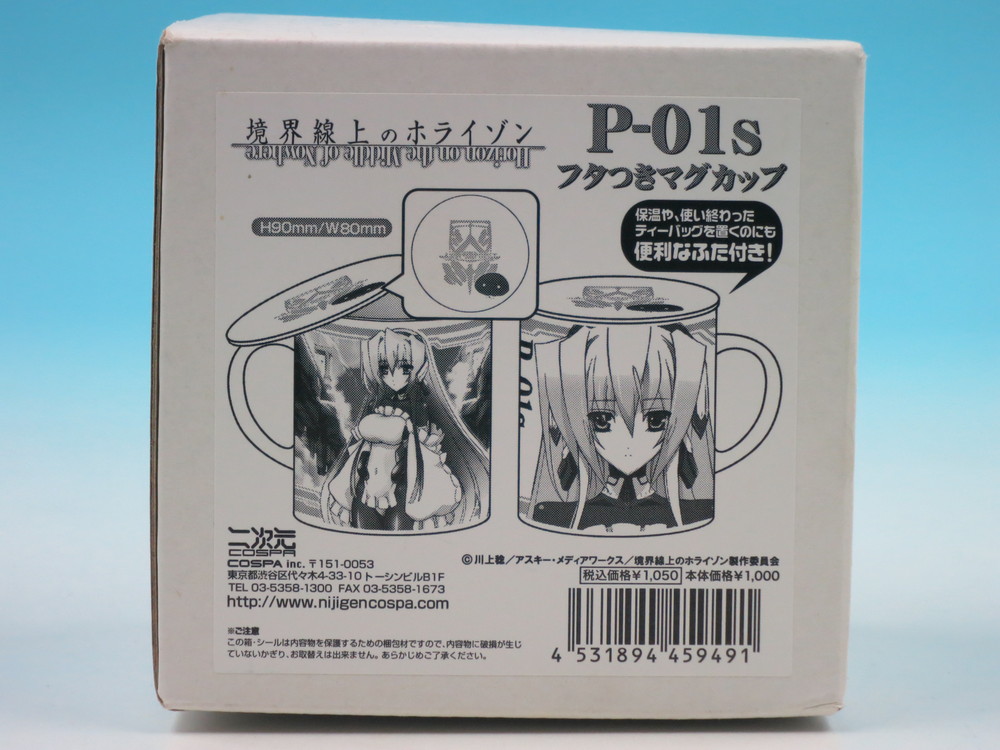 境界線上のホライゾン
Horizon on the Middle of Nowhere
P-01s
フタつきマグカップ
H90mm/W80mm
保温や、使い終わった
ティーバッグを置くのにも
便利なふた付き!
P-01s
二次元
COSPA
COSPA inc. 〒151-0053
東京都渋谷区代々木4-33-10 トーシンビルB1F
TEL 03-5358-1300 FAX 03-5358-1673
http://www.nijigencospa.com
©川上稔/アスキー・メディアワークス/境界線上のホライゾン製作委員会
税込価格¥1,050 本体価格¥1,000
4 531894 459491
※ご注意
この箱・シールは内容物を保護するための梱包材ですので、内容物に破損が生じ
ていないかぎり、お取替えは出来ません。あらかじめご了承ください。